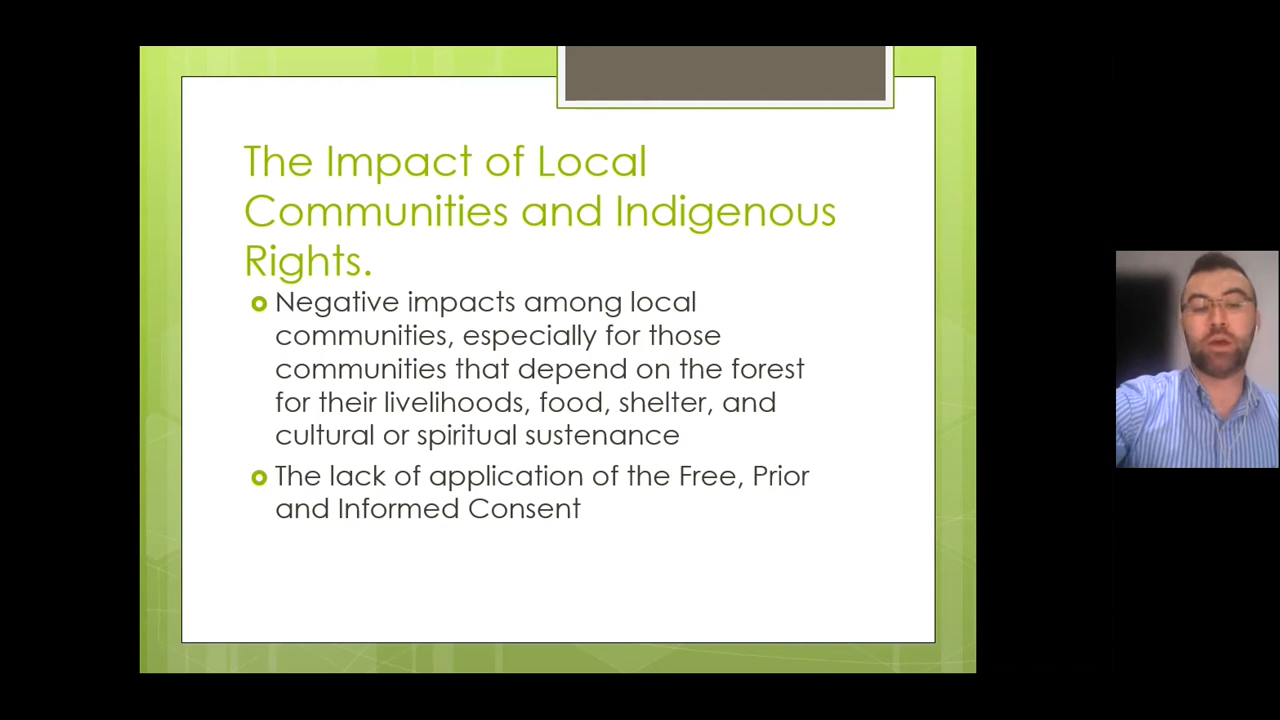 The Impact of Local
Communities and Indigenous
Rights.
Negative impacts among local
communities, especially for those
communities that depend on the forest
for their livelihoods, food, shelter, and
cultural or spiritual sustenance
The lack of application of the Free, Prior
and Informed Consent